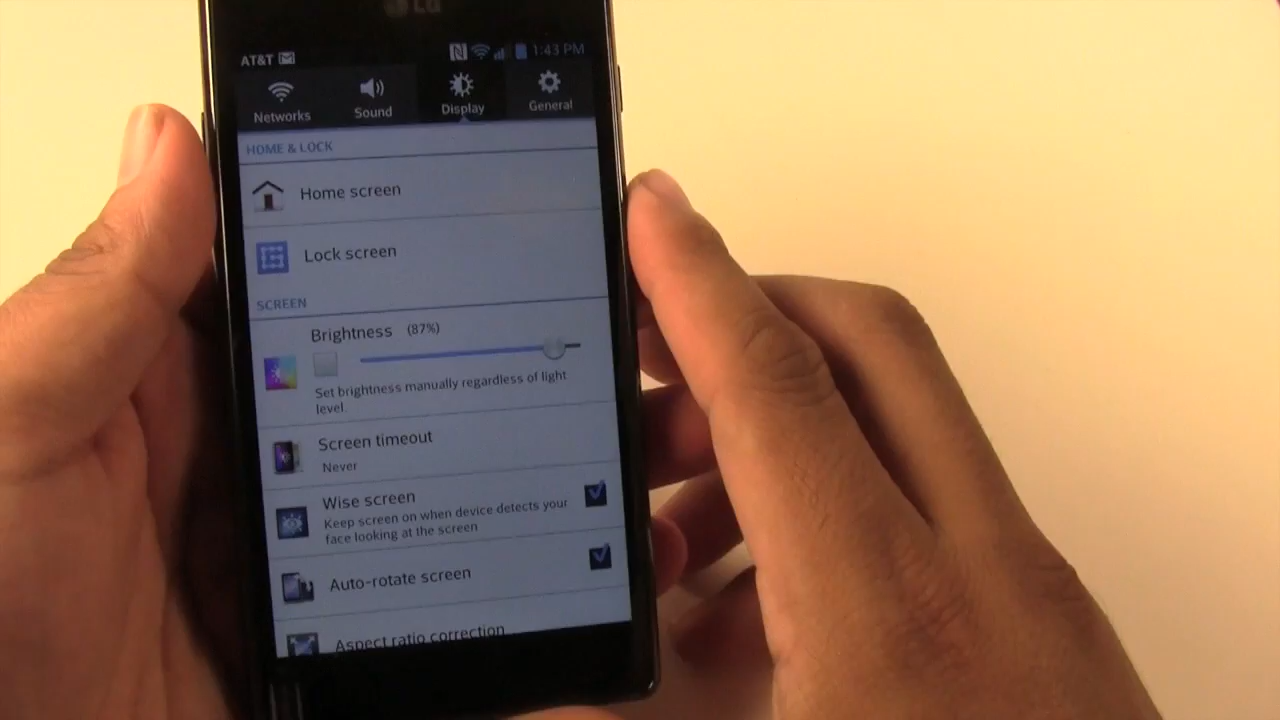 LG
AT&T
1:43 PM
Networks
Sound
Display
General
HOME & LOCK
Home screen
Lock screen
SCREEN
Brightness (87%)
Set brightness manually regardless of light
level.
Screen timeout
Never
Wise screen
Keep screen on when device detects your
face looking at the screen
Auto-rotate screen
Aspect ratio correction